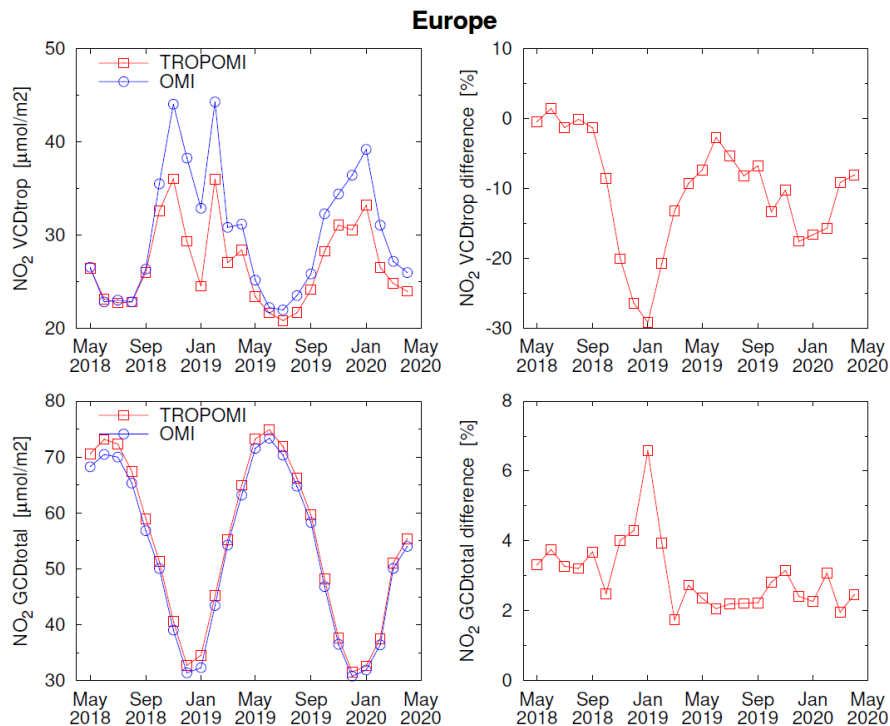 Europe
NO2 VCDtrop [μmol/m2]
50
40
30
20
TROPOMI
OMI
May 2018 Sep 2018 Jan 2019 May 2019 Sep 2019 Jan 2020 May 2020
NO2 VCDtrop difference [%]
10
0
-10
-20
-30
May 2018 Sep 2018 Jan 2019 May 2019 Sep 2019 Jan 2020 May 2020
NO2 GCDtotal [μmol/m2]
80
70
60
50
40
30
TROPOMI
OMI
May 2018 Sep 2018 Jan 2019 May 2019 Sep 2019 Jan 2020 May 2020
NO2 GCDtotal difference [%]
8
6
4
2
0
May 2018 Sep 2018 Jan 2019 May 2019 Sep 2019 Jan 2020 May 2020